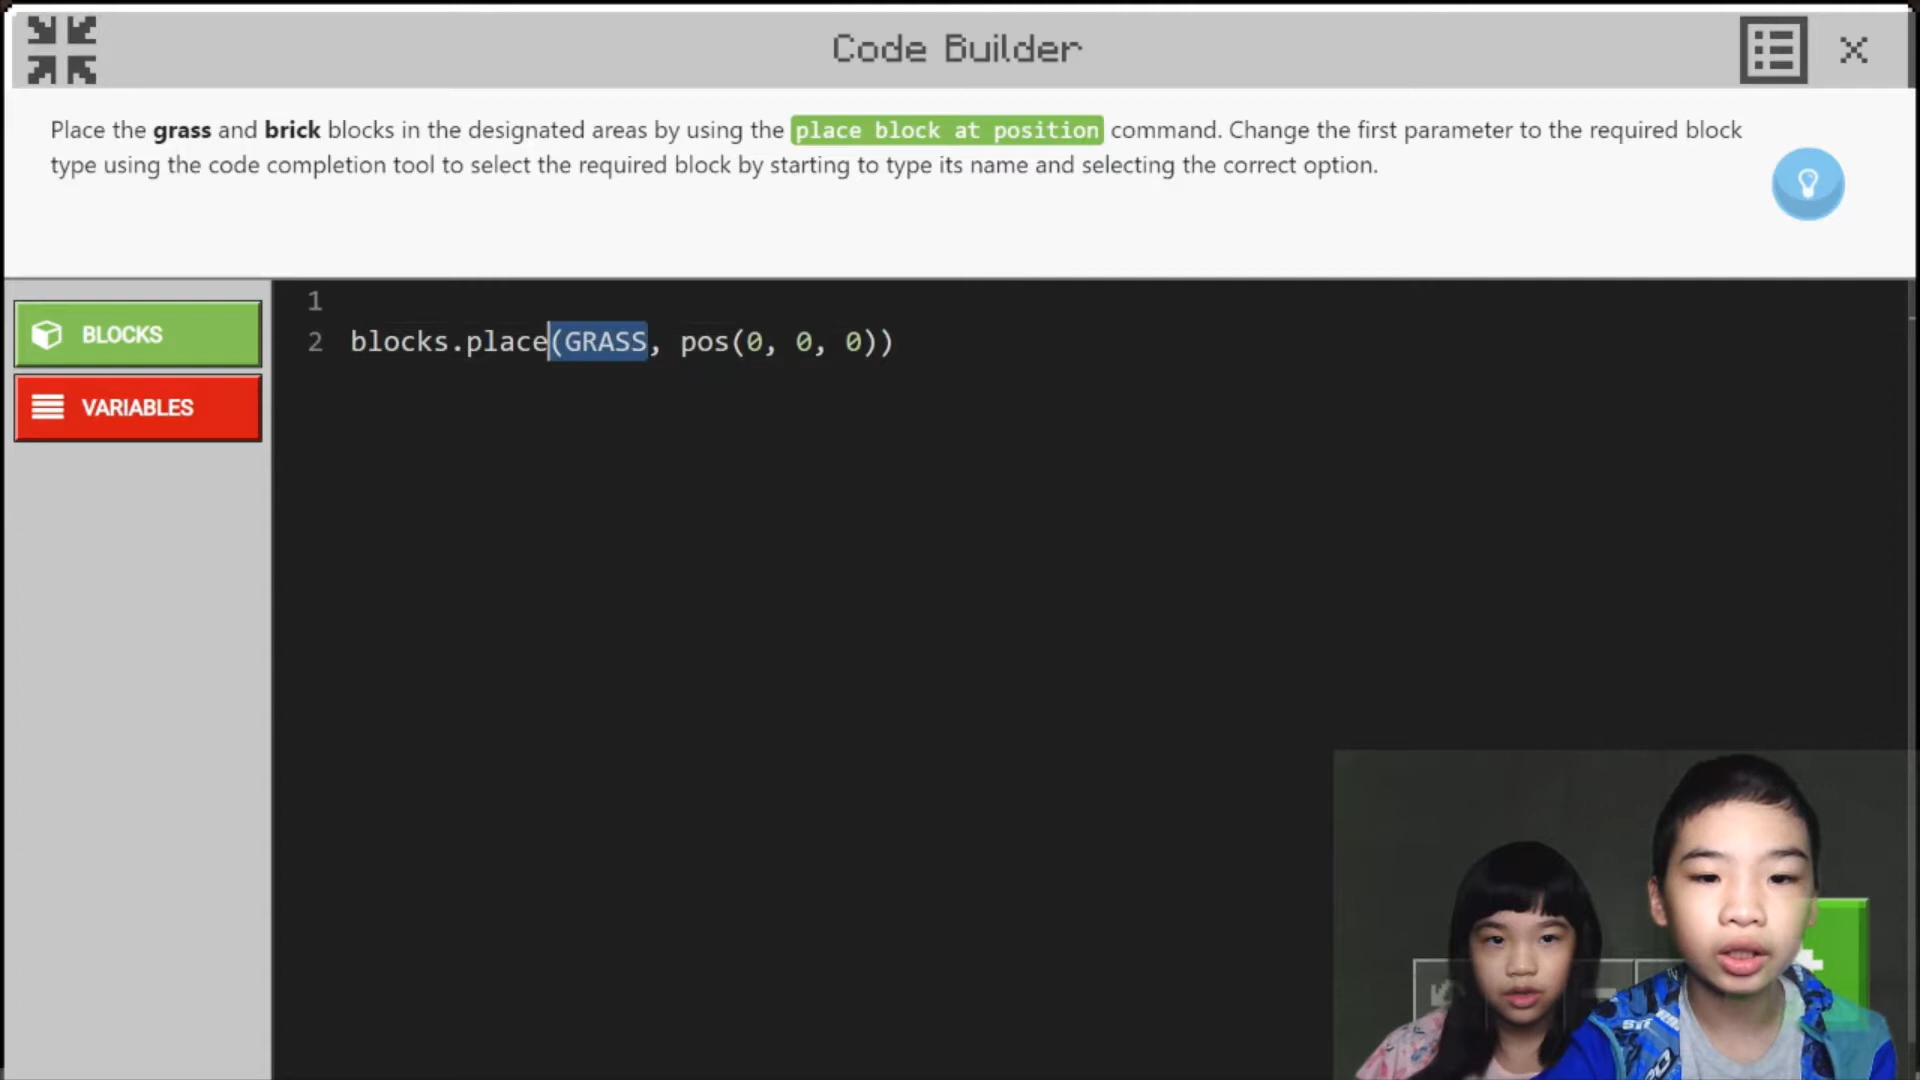 Code Builder
Place the grass and brick blocks in the designated areas by using the place block at position command. Change the first parameter to the required block
type using the code completion tool to select the required block by starting to type its name and selecting the correct option.
BLOCKS
VARIABLES
1
2 blocks.place(GRASS, pos(0, 0, 0))